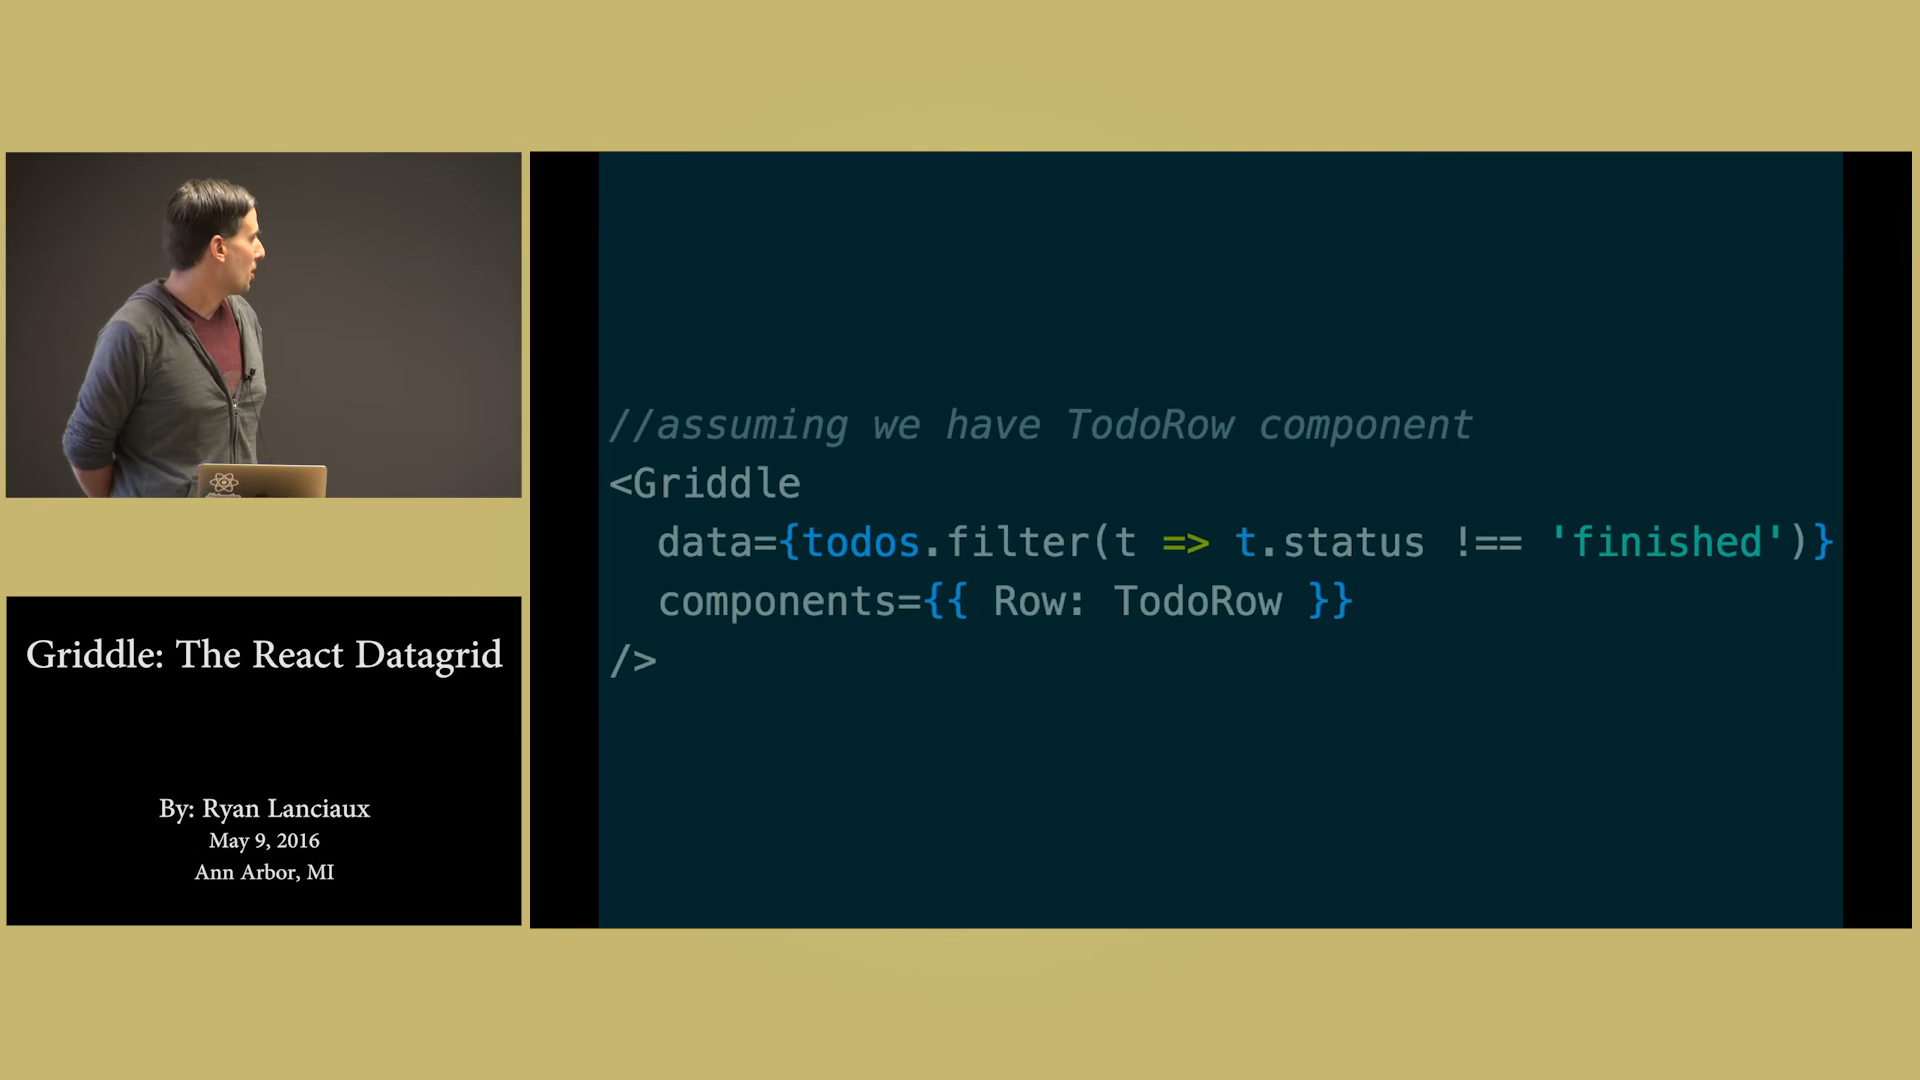 //assuming we have TodoRow component
<Griddle
data={todos.filter(t => t.status !== 'finished')}
components={{ Row: TodoRow }}
/>
Griddle: The React Datagrid
By: Ryan Lanciaux
May 9, 2016
Ann Arbor, MI